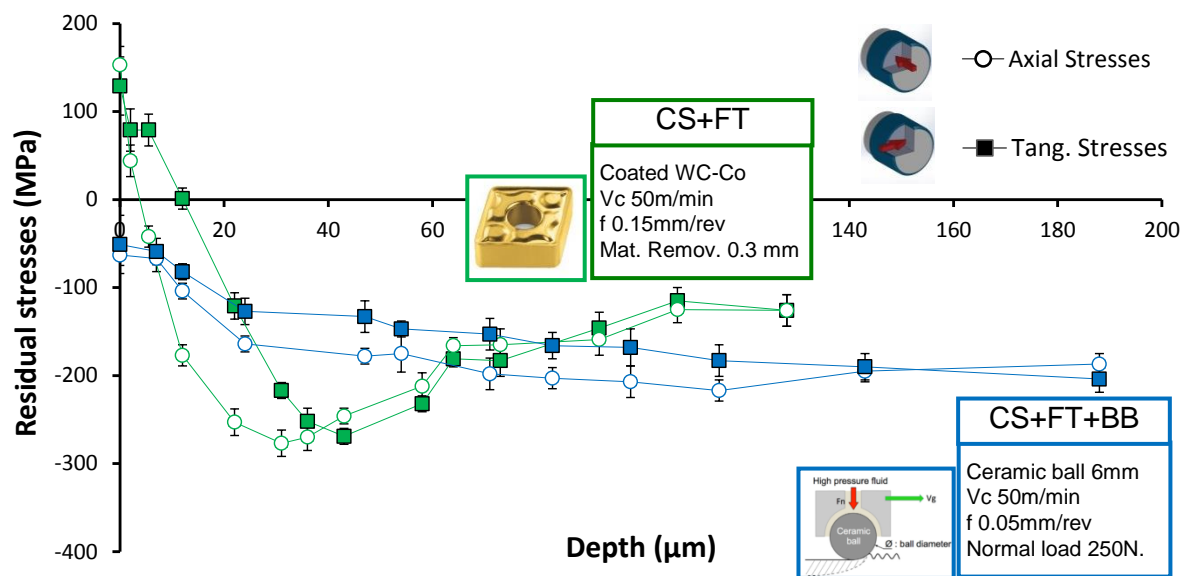 200
100
0
-100
-200
-300
-400
Residual stresses (MPa)
0 20 40 60 180 200
Depth (µm)
Axial Stresses
Tang. Stresses
CS+FT
Coated WC-Co
Vc 50m/min
f 0.15mm/rev
Mat. Remov. 0.3 mm
CS+FT+BB
Ceramic ball 6mm
Vc 50m/min
f 0.05mm/rev
Normal load 250N.
High pressure fluid
Fn
Vg
Ceramic
ball
Ø : ball diameter
80 100 120 140 160